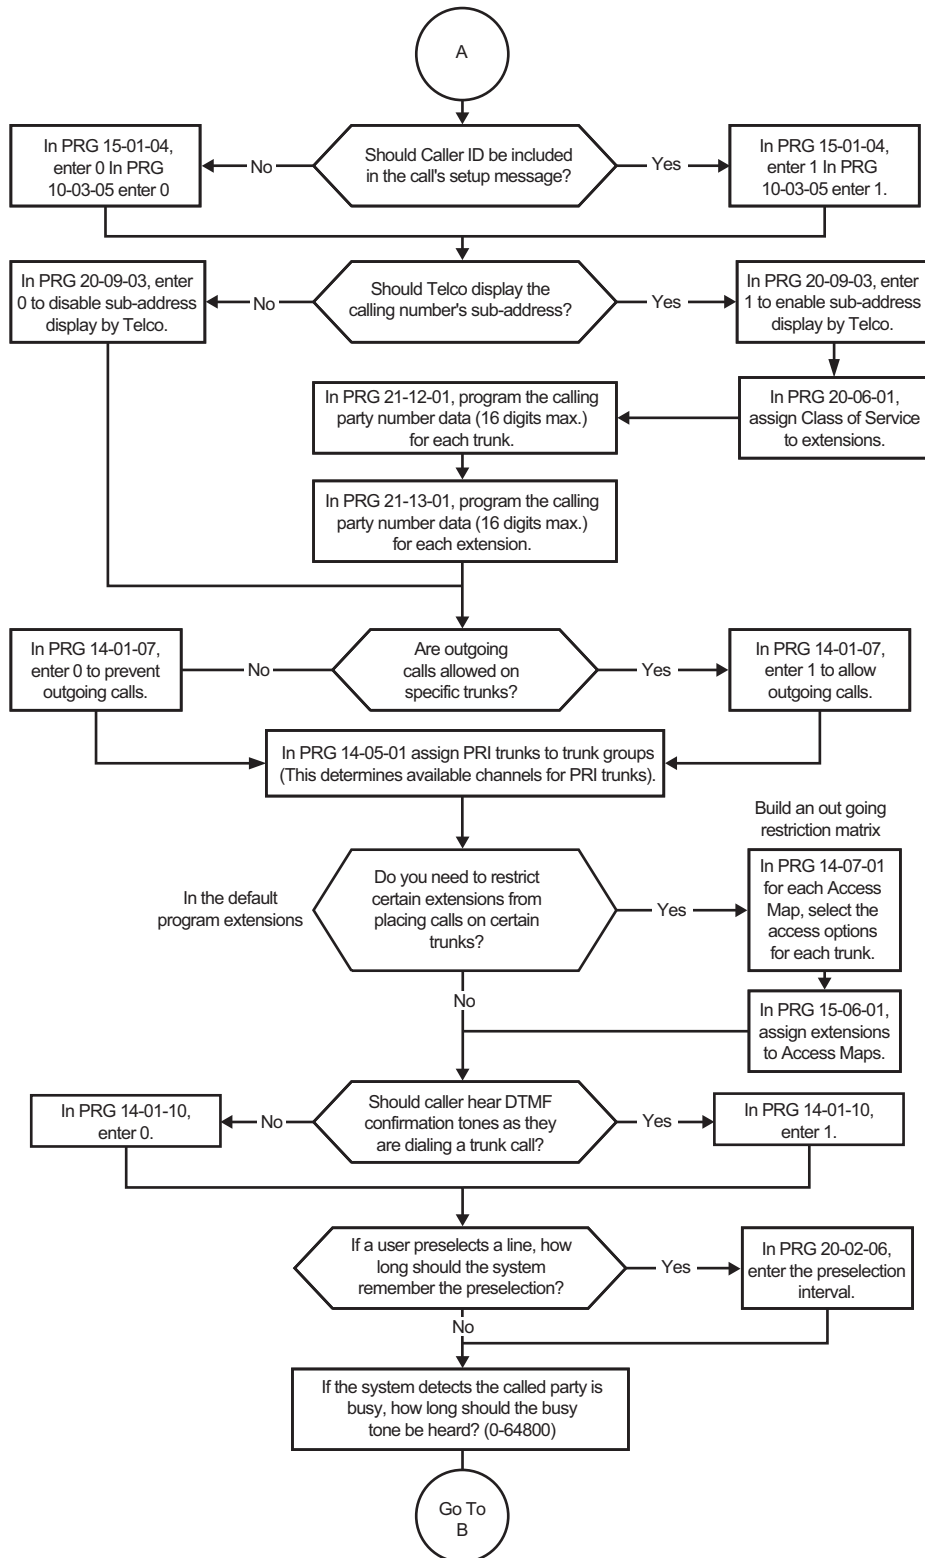 A
In PRG 15-01-04,
enter 0 In PRG
10-03-05 enter 0
No
Should Caller ID be included
in the call's setup message?
Yes
In PRG 15-01-04,
enter 1 In PRG
10-03-05 enter 1.
In PRG 20-09-03, enter
0 to disable sub-address
display by Telco.
No
Should Telco display the
calling number's sub-address?
Yes
In PRG 20-09-03, enter
1 to enable sub-address
display by Telco.
In PRG 21-12-01, program the calling
party number data (16 digits max.)
for each trunk.
In PRG 20-06-01,
assign Class of Service
to extensions.
In PRG 21-13-01, program the calling
party number data (16 digits max.)
for each extension.
In PRG 14-01-07,
enter 0 to prevent
outgoing calls.
No
Are outgoing
calls allowed on
specific trunks?
Yes
In PRG 14-01-07,
enter 1 to allow
outgoing calls.
In PRG 14-05-01 assign PRI trunks to trunk groups
(This determines available channels for PRI trunks).
Build an out going
restriction matrix
In the default
program extensions
Do you need to restrict
certain extensions from
placing calls on certain
trunks?
Yes
In PRG 14-07-01
for each Access
Map, select the
access options
for each trunk.
No
In PRG 15-06-01,
assign extensions
to Access Maps.
In PRG 14-01-10,
enter 0.
No
Should caller hear DTMF
confirmation tones as they
are dialing a trunk call?
Yes
In PRG 14-01-10,
enter 1.
If a user preselects a line, how
long should the system
remember the preselection?
Yes
In PRG 20-02-06,
enter the preselection
interval.
No
If the system detects the called party is
busy, how long should the busy
tone be heard? (0-64800)
Go To
B